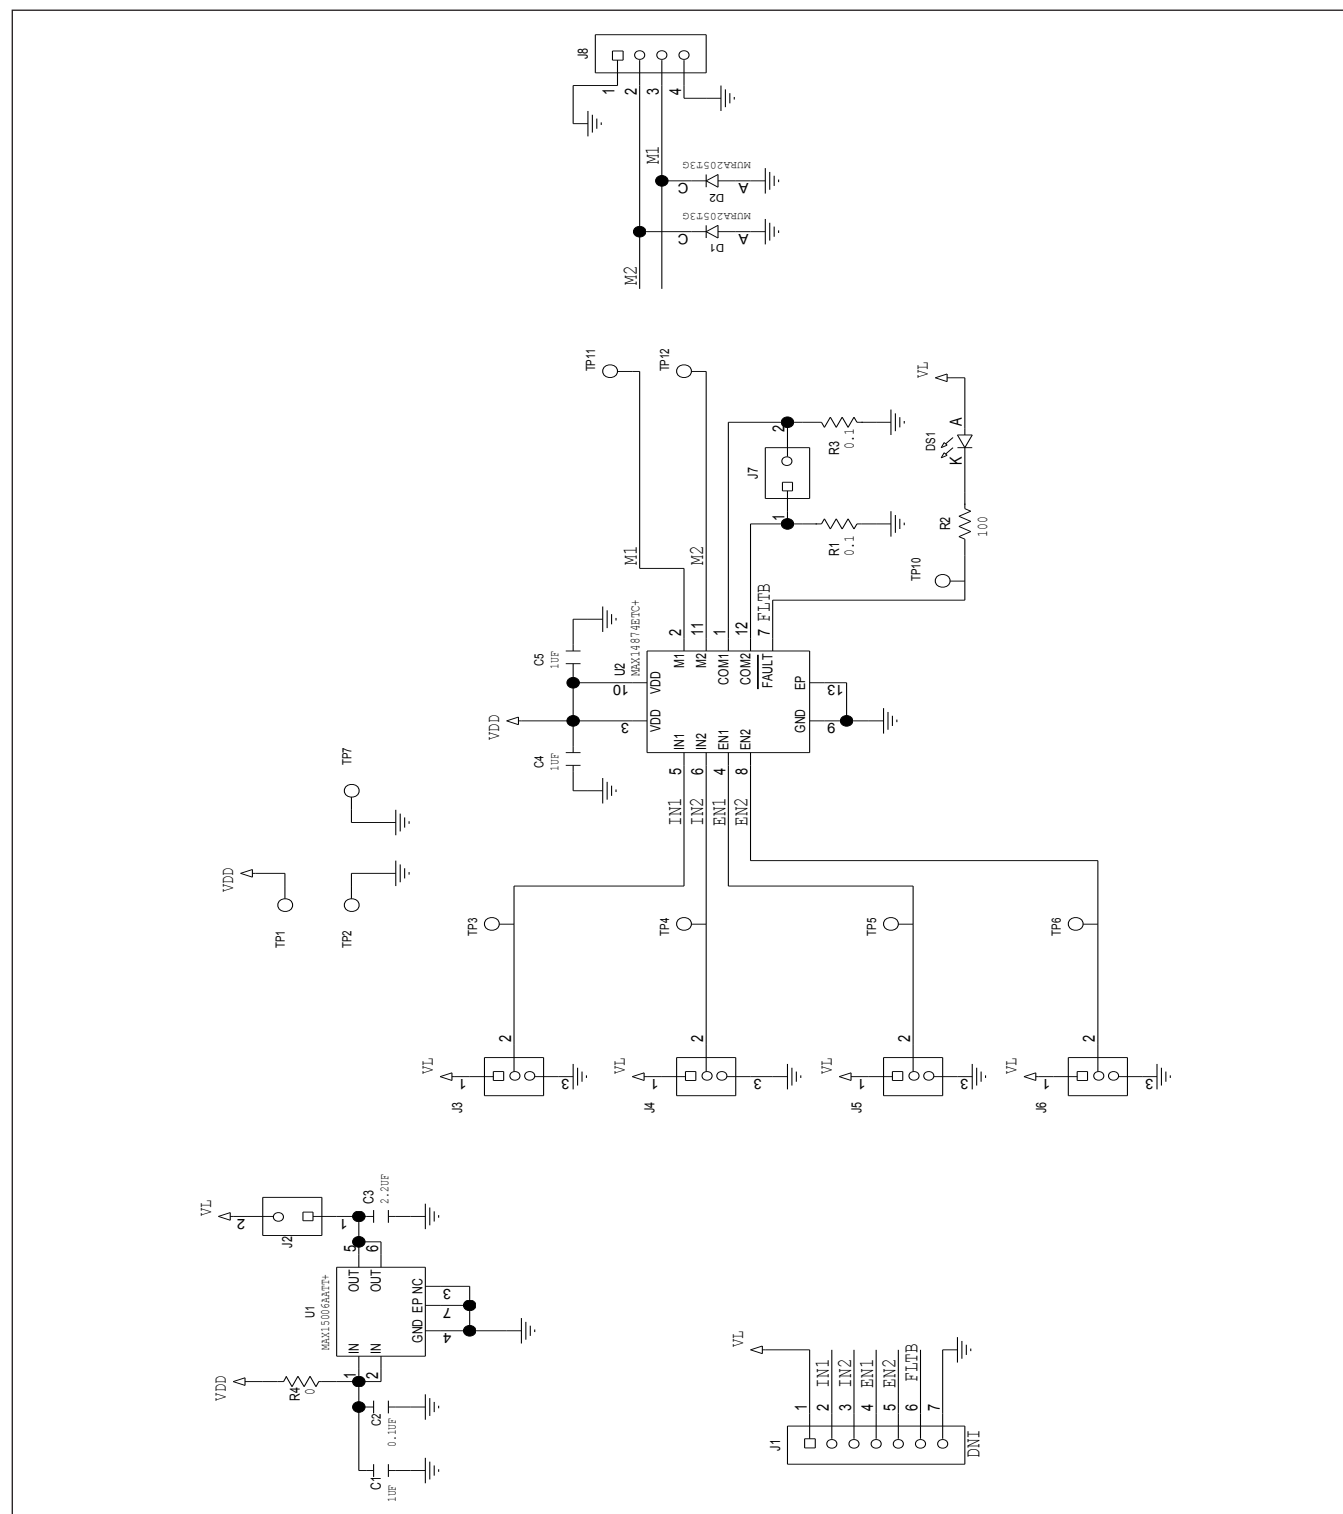 J8
1
2
3
4
M1
MURA205T3G
C
A
D2
MURA205T3G
C
A
D1
M2
TP11
TP12
VL
A
DS1
K
R2
100
TP10
2
R3
0.1
J7
1
R1
0.1
M1
M2
FLTB
2
11
1
12
7
C5
1UF
U2
MAX14874ETC+
M1
M2
COM1
COM2
FAULT
10
VDD
EP
13
VDD
3
VDD
GND
9
IN1
IN2
EN1
EN2
C4
1UF
5
6
4
8
IN1
IN2
EN1
EN2
TP7
VDD
TP1
TP2
TP3
TP4
TP5
TP6
2
2
2
2
VL
1
3
J3
VL
1
3
J4
VL
1
3
J5
VL
1
3
J6
VL
2
J2
1
C3
2.2UF
5
6
OUT
OUT
U1
MAX15006AATT+
NC
3
EP
7
GND
4
IN
IN
1
2
VDD
R4
0
C2
0.1UF
C1
1UF
VL
IN1
IN2
EN1
EN2
FLTB
1
2
3
4
5
6
7
J1
DNI